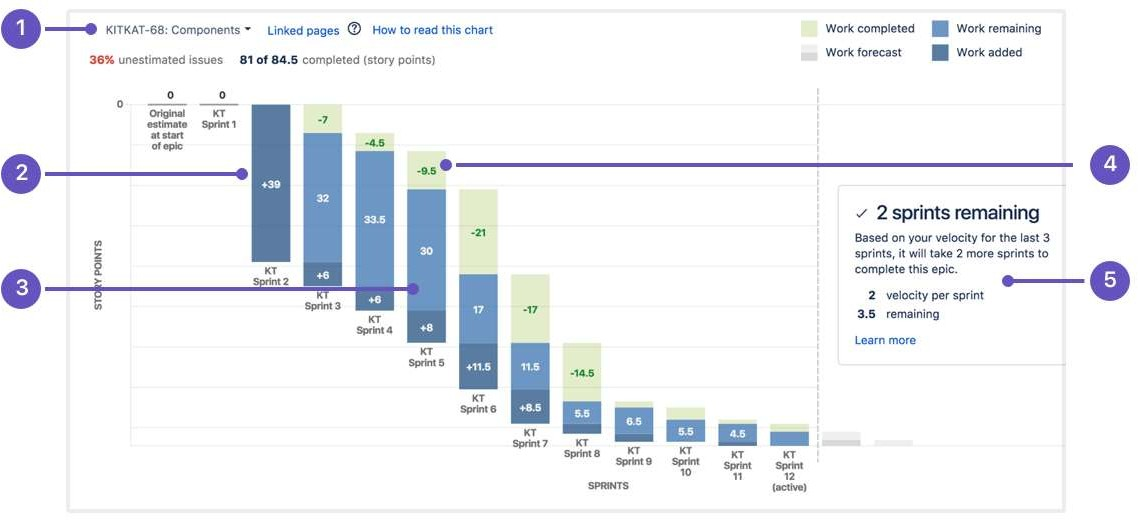 1
KITKAT-68: Components
Linked pages
?
How to read this chart
Work completed
Work remaining
Work forecast
Work added
36% unestimated issues
81 of 84.5 completed (story points)
0
0
0
Original
estimate
at start
of epic
KT
Sprint 1
-7
-4.5
2
+39
-9.5
4
32
33.5
30
-21
2 sprints remaining
Based on your velocity for the last 3
sprints, it will take 2 more sprints to
complete this epic.
2 velocity per sprint
3.5 remaining
Learn more
5
STORY POINTS
KT
Sprint 2
+6
KT
Sprint 3
3
+6
KT
Sprint 4
+8
KT
Sprint 5
17
+11.5
KT
Sprint 6
-17
11.5
+8.5
KT
Sprint 7
-14.5
5.5
KT
Sprint 8
6.5
KT
Sprint 9
5.5
KT
Sprint
10
4.5
KT
Sprint
11
KT
Sprint
12
(active)
SPRINTS